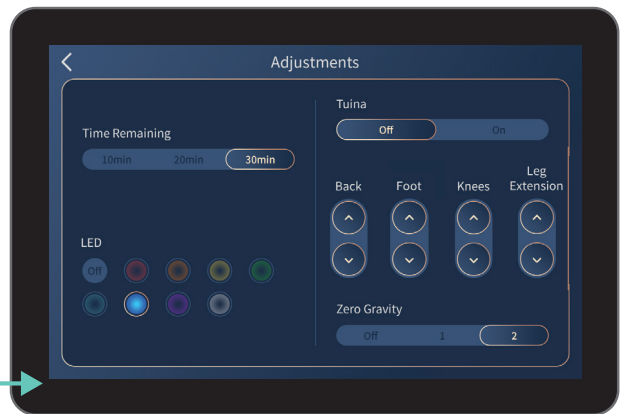 Adjustments
Time Remaining
10min 20min 30min
LED
Off
Tuina
Off On
Back Foot Knees Leg Extension
Zero Gravity
Off 1 2